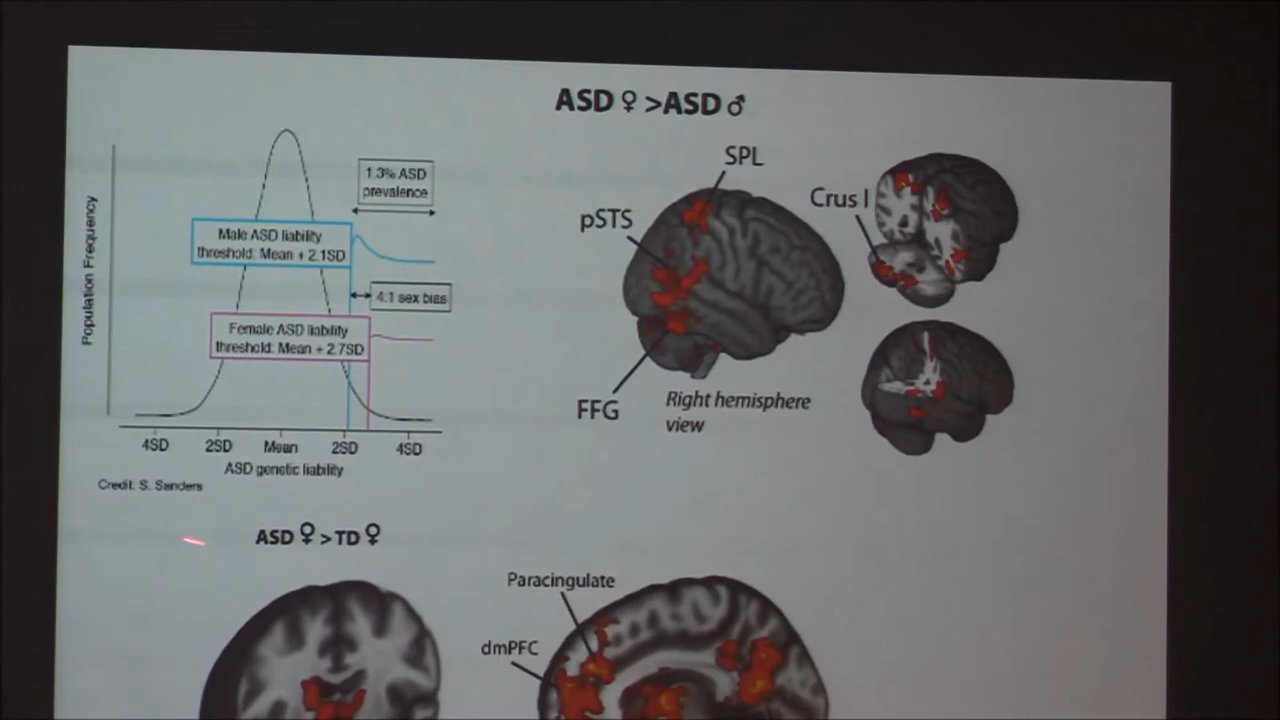 ASD ♀ >ASD ♂
1.3% ASD
prevalence
Population Frequency
Male ASD liability
threshold: Mean + 2.1SD
4:1 sex bias
Female ASD liability
threshold: Mean + 2.7SD
4SD 2SD Mean 2SD 4SD
ASD genetic liability
Credit: S. Sanders
SPL
pSTS
Crus I
FFG
Right hemisphere
view
ASD ♀ > TD ♀
Paracingulate
dmPFC